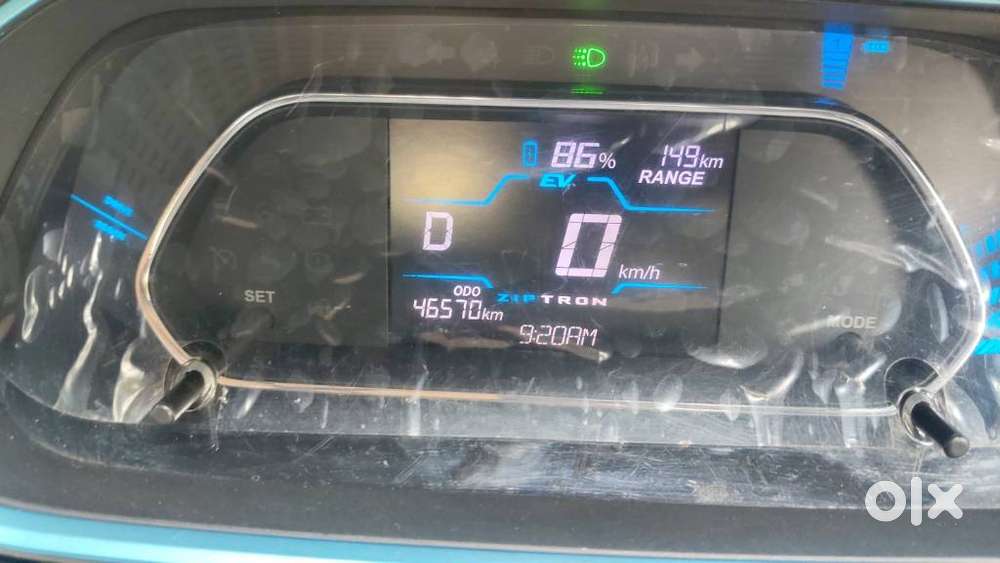 86% 149km
EV RANGE
D 0 km/h
SET
ODO ZIPTRON
46570km
MODE
9:20AM
olx